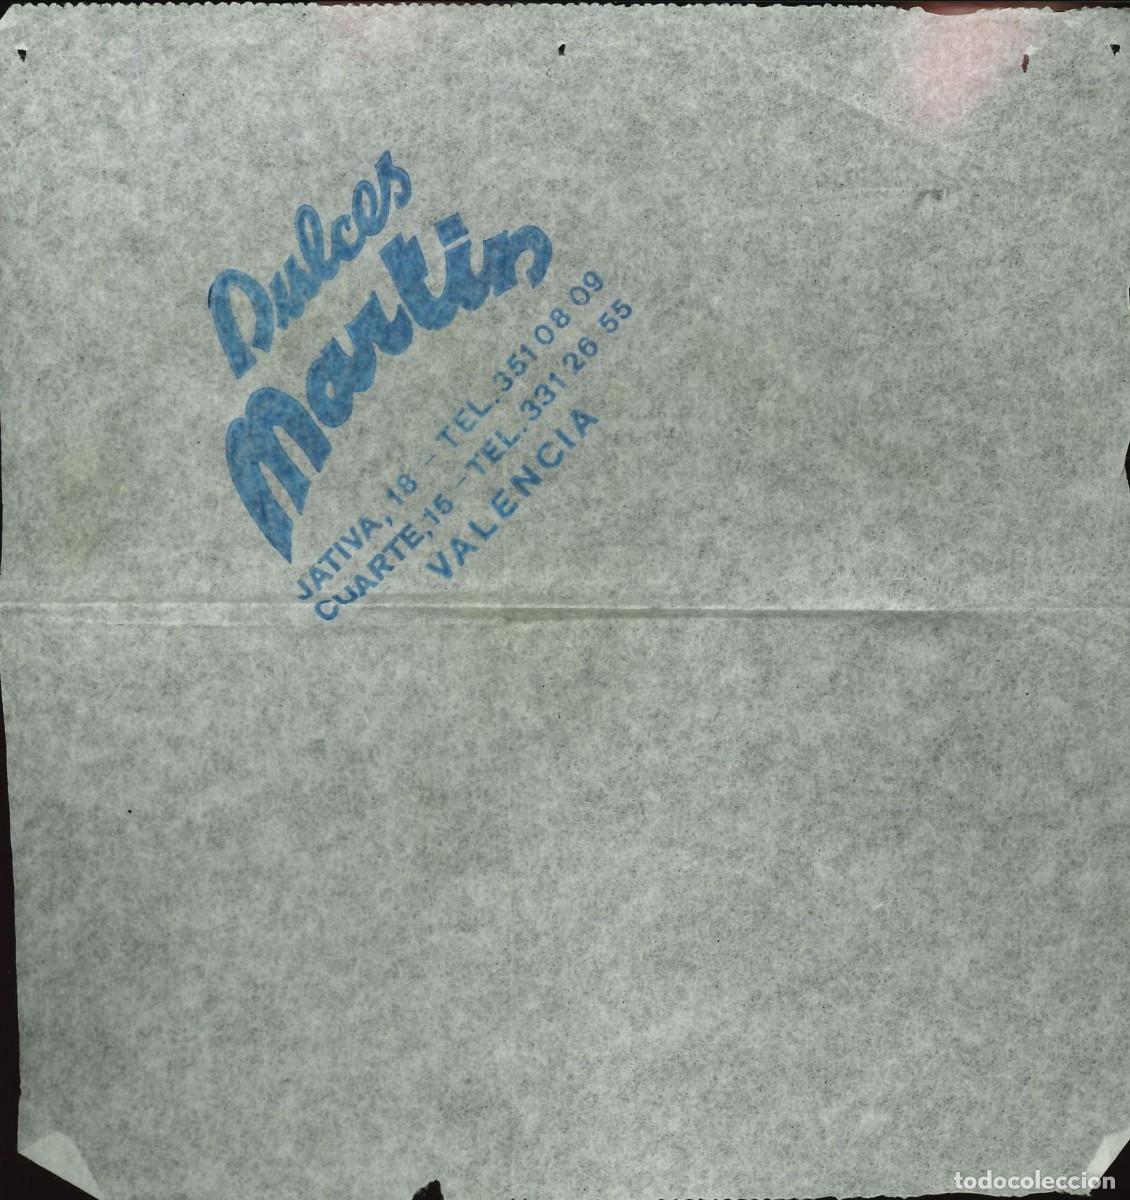 Dulces
Martin
JATIVA, 18 - TEL. 351 08 09
CUARTE, 15 - TEL. 331 26 55
VALENCIA
todocoleccion